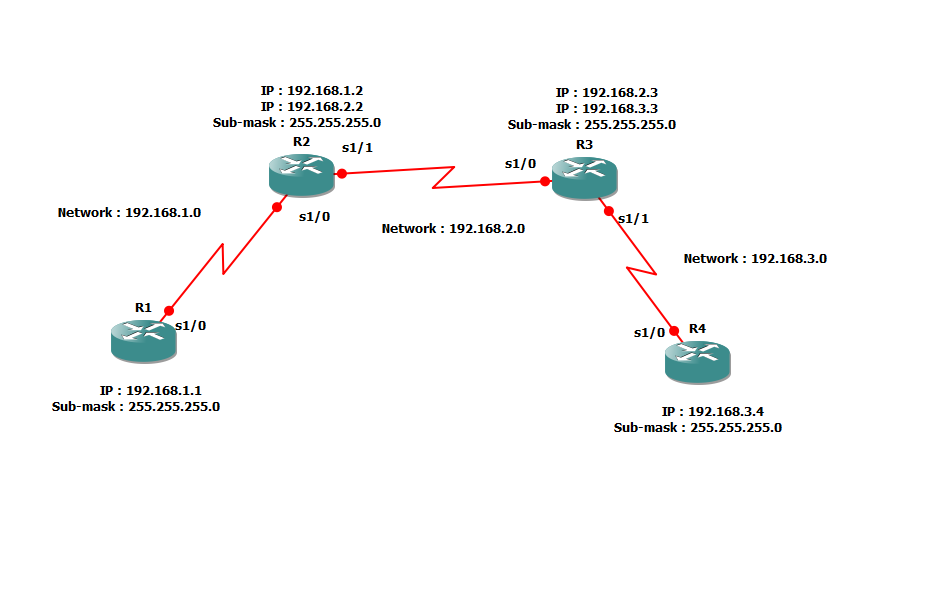 IP : 192.168.1.2
IP : 192.168.2.2
Sub-mask : 255.255.255.0
R2
s1/1
s1/0
IP : 192.168.2.3
IP : 192.168.3.3
Sub-mask : 255.255.255.0
R3
s1/0
s1/1
Network : 192.168.1.0
Network : 192.168.2.0
Network : 192.168.3.0
R1
s1/0
IP : 192.168.1.1
Sub-mask : 255.255.255.0
R4
s1/0
IP : 192.168.3.4
Sub-mask : 255.255.255.0